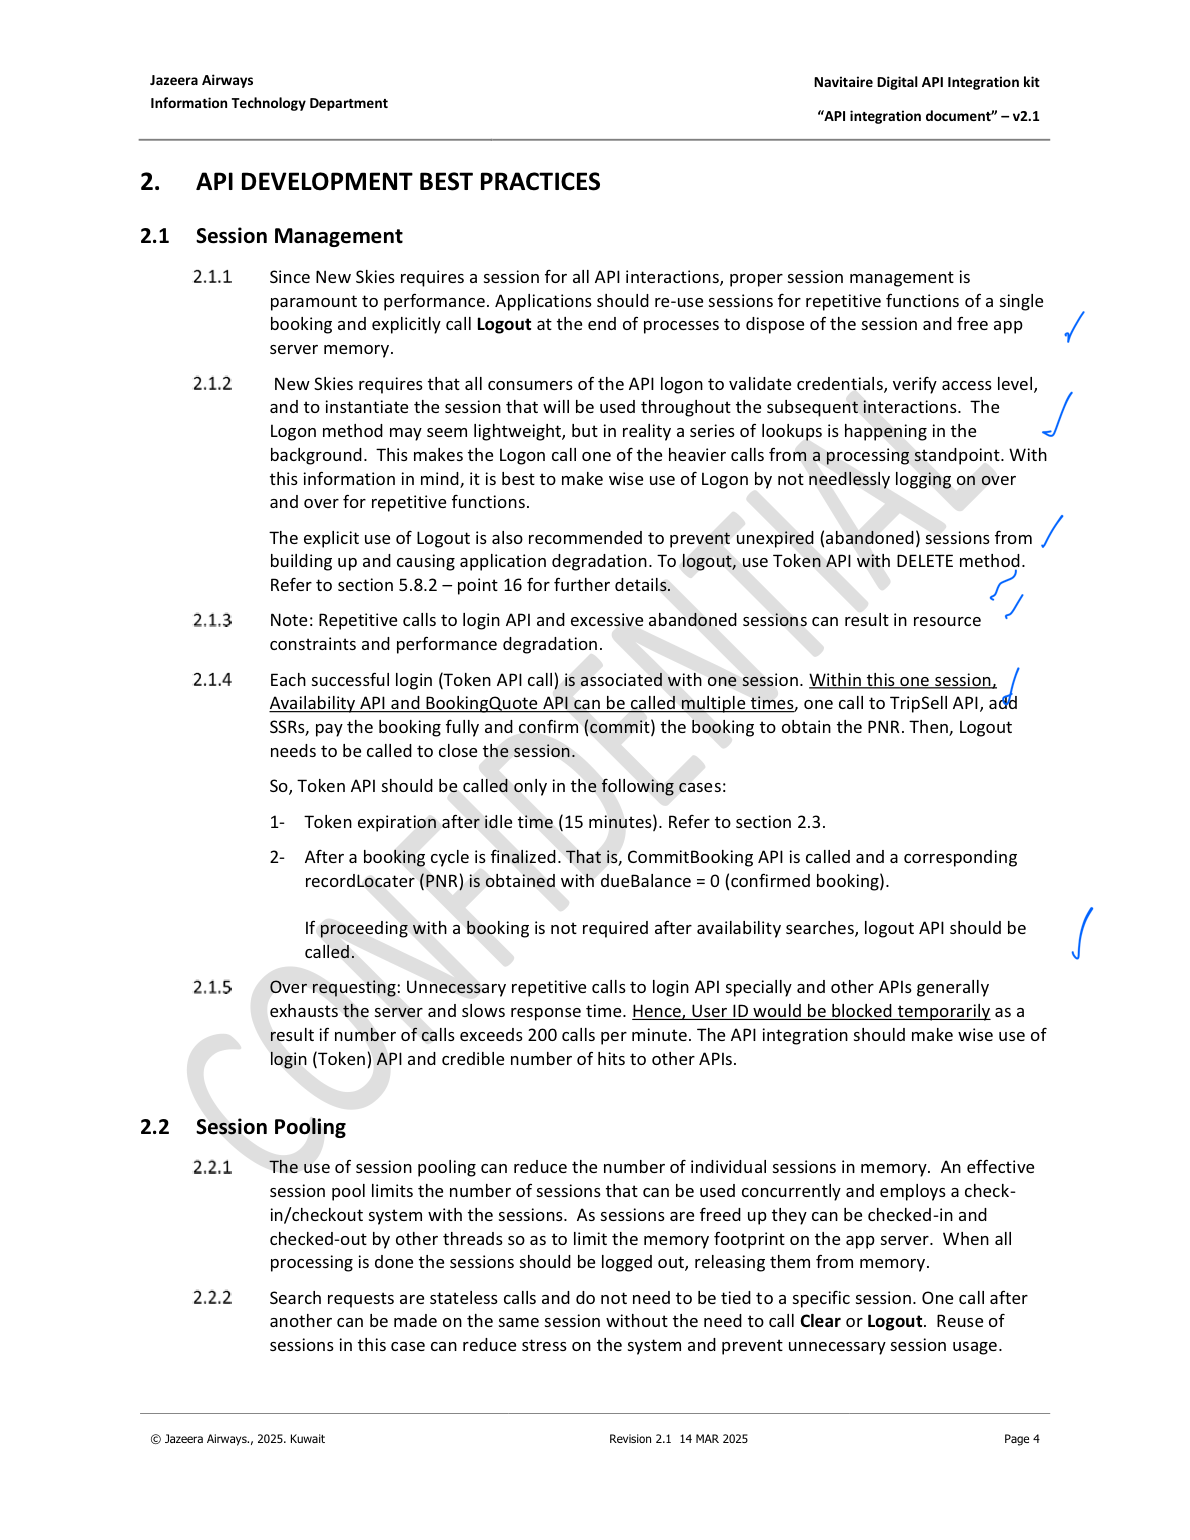 Jazeera Airways
Information Technology Department
Navitaire Digital API Integration kit
“API integration document” – v2.1
2. API DEVELOPMENT BEST PRACTICES
2.1 Session Management
2.1.1 Since New Skies requires a session for all API interactions, proper session management is
paramount to performance. Applications should re-use sessions for repetitive functions of a single
booking and explicitly call Logout at the end of processes to dispose of the session and free app
server memory.
2.1.2 New Skies requires that all consumers of the API logon to validate credentials, verify access level,
and to instantiate the session that will be used throughout the subsequent interactions. The
Logon method may seem lightweight, but in reality a series of lookups is happening in the
background. This makes the Logon call one of the heavier calls from a processing standpoint. With
this information in mind, it is best to make wise use of Logon by not needlessly logging on over
and over for repetitive functions.
The explicit use of Logout is also recommended to prevent unexpired (abandoned) sessions from
building up and causing application degradation. To logout, use Token API with DELETE method.
Refer to section 5.8.2 – point 16 for further details.
2.1.3 Note: Repetitive calls to login API and excessive abandoned sessions can result in resource
constraints and performance degradation.
2.1.4 Each successful login (Token API call) is associated with one session. Within this one session,
Availability API and BookingQuote API can be called multiple times, one call to TripSell API, add
SSRs, pay the booking fully and confirm (commit) the booking to obtain the PNR. Then, Logout
needs to be called to close the session.
So, Token API should be called only in the following cases:
1- Token expiration after idle time (15 minutes). Refer to section 2.3.
2- After a booking cycle is finalized. That is, CommitBooking API is called and a corresponding
recordLocater (PNR) is obtained with dueBalance = 0 (confirmed booking).
If proceeding with a booking is not required after availability searches, logout API should be
called.
2.1.5 Over requesting: Unnecessary repetitive calls to login API specially and other APIs generally
exhausts the server and slows response time. Hence, User ID would be blocked temporarily as a
result if number of calls exceeds 200 calls per minute. The API integration should make wise use of
login (Token) API and credible number of hits to other APIs.
2.2 Session Pooling
2.2.1 The use of session pooling can reduce the number of individual sessions in memory. An effective
session pool limits the number of sessions that can be used concurrently and employs a check-
in/checkout system with the sessions. As sessions are freed up they can be checked-in and
checked-out by other threads so as to limit the memory footprint on the app server. When all
processing is done the sessions should be logged out, releasing them from memory.
2.2.2 Search requests are stateless calls and do not need to be tied to a specific session. One call after
another can be made on the same session without the need to call Clear or Logout. Reuse of
sessions in this case can reduce stress on the system and prevent unnecessary session usage.
CONFIDENTIAL
© Jazeera Airways., 2025. Kuwait
Revision 2.1 14 MAR 2025
Page 4